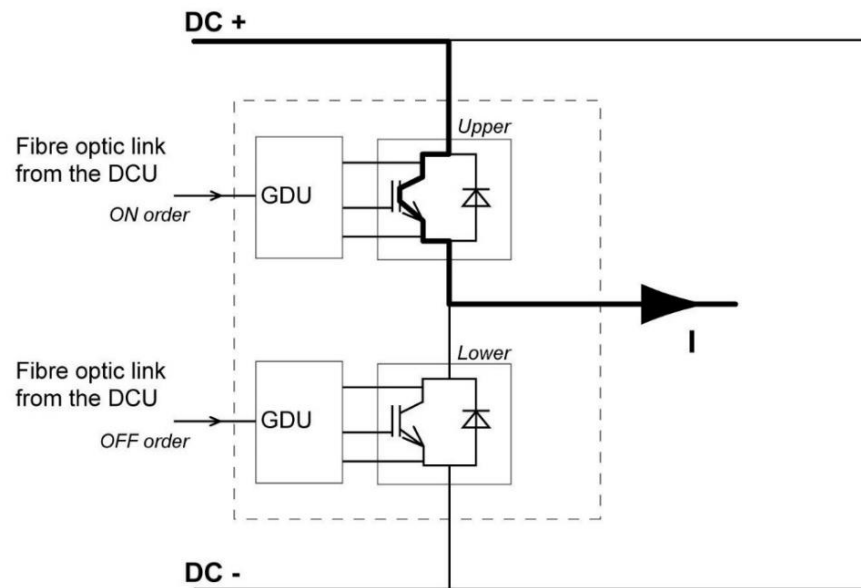 DC +
Upper
Fibre optic link
from the DCU
GDU
ON order
I
Lower
Fibre optic link
from the DCU
GDU
OFF order
DC -